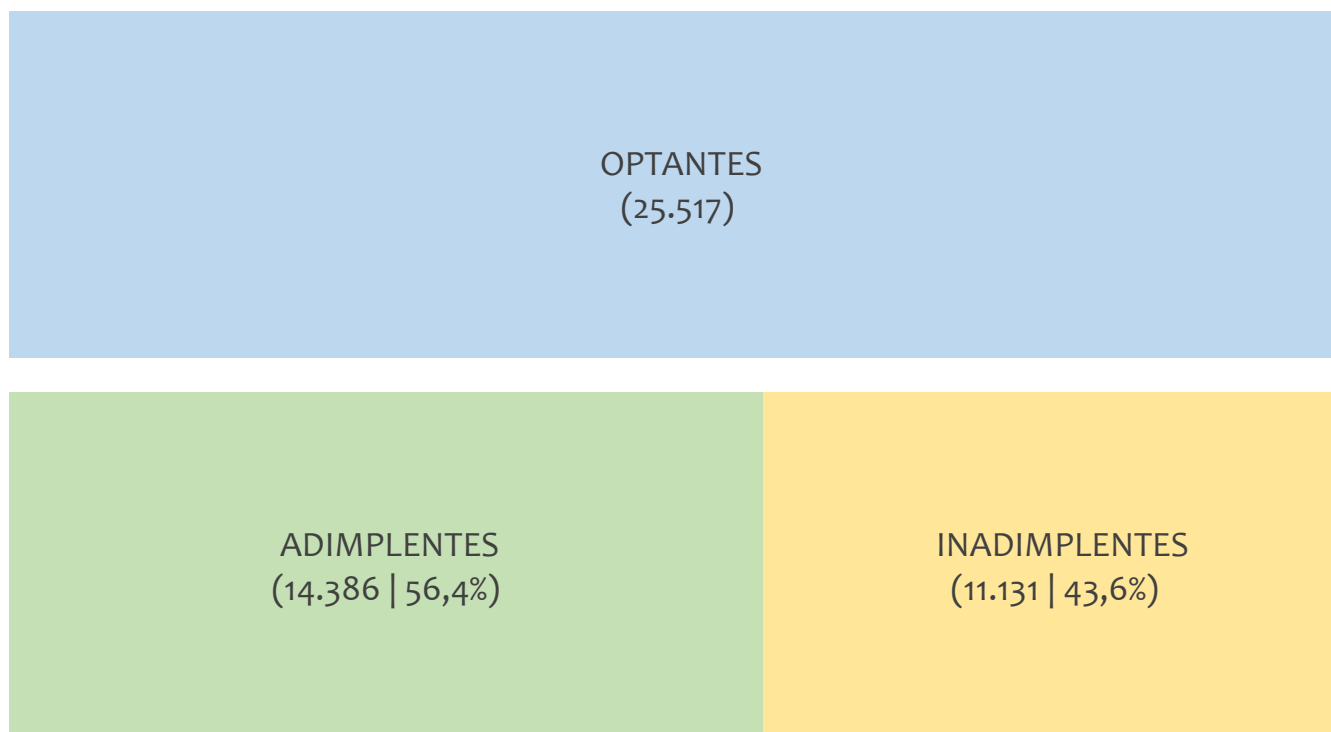 OPTANTES
(25.517)
ADIMPLENTES
(14.386 | 56,4%)
INADIMPLENTES
(11.131 | 43,6%)